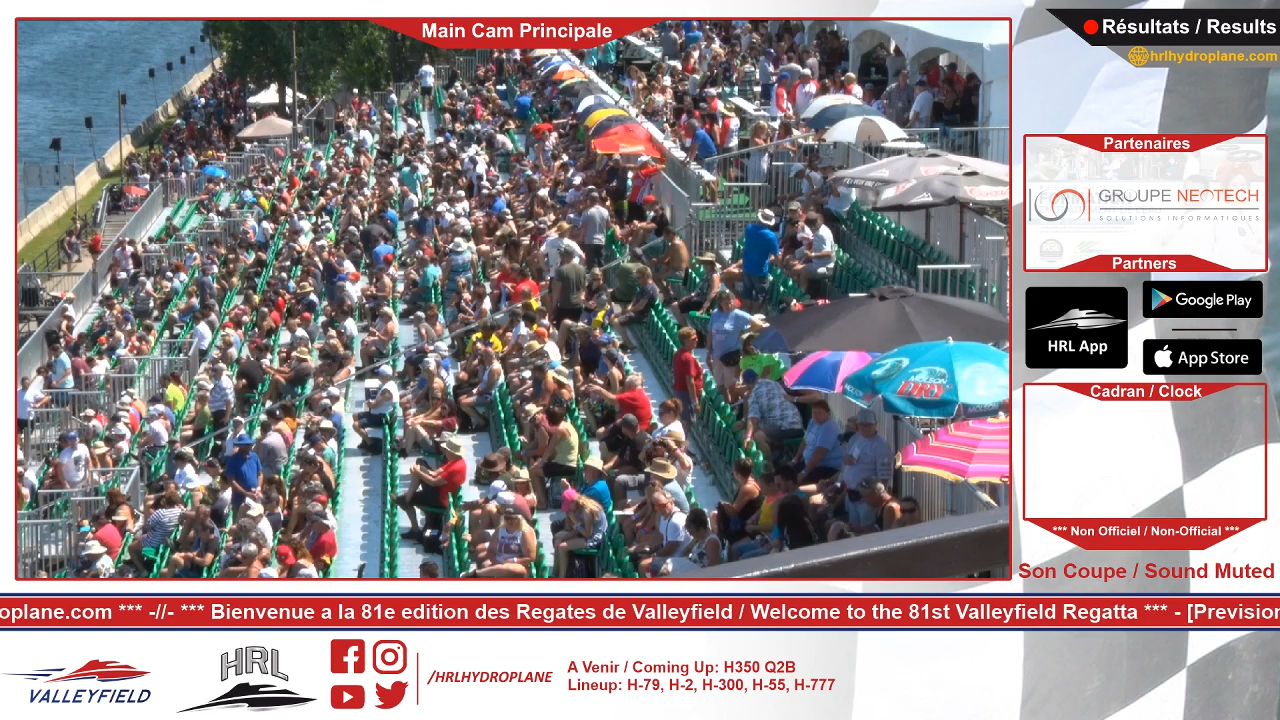 Main Cam Principale
Résultats / Results
hrlhydroplane.com
Partenaires
GROUPE NEOTECH
SOLUTIONS INFORMATIQUES
Partners
HRL App
Google Play
App Store
Cadran / Clock
*** Non Officiel / Non-Official ***
Son Coupe / Sound Muted
DRY
oplane.com *** -//- *** Bienvenue a la 81e edition des Regates de Valleyfield / Welcome to the 81st Valleyfield Regatta *** - [Prevision
VALLEYFIELD
HRL
/HRLHYDROPLANE
A Venir / Coming Up: H350 Q2B
Lineup: H-79, H-2, H-300, H-55, H-777